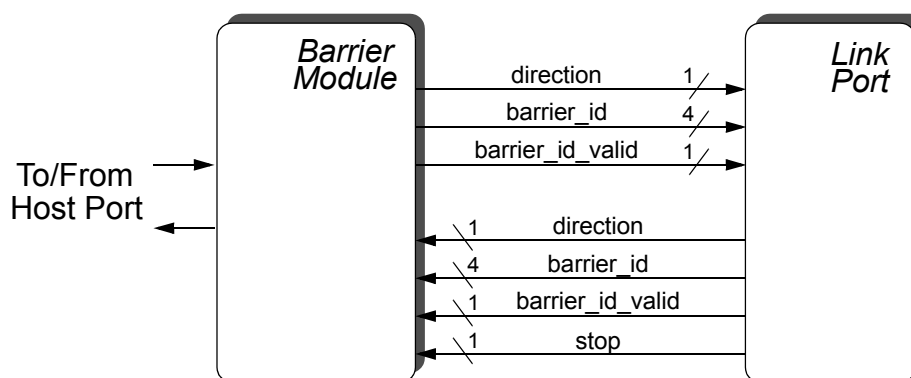 Barrier
Module
Link
Port
direction 1
barrier_id 4
barrier_id_valid 1
To/From
Host Port
1 direction
4 barrier_id
1 barrier_id_valid
1 stop